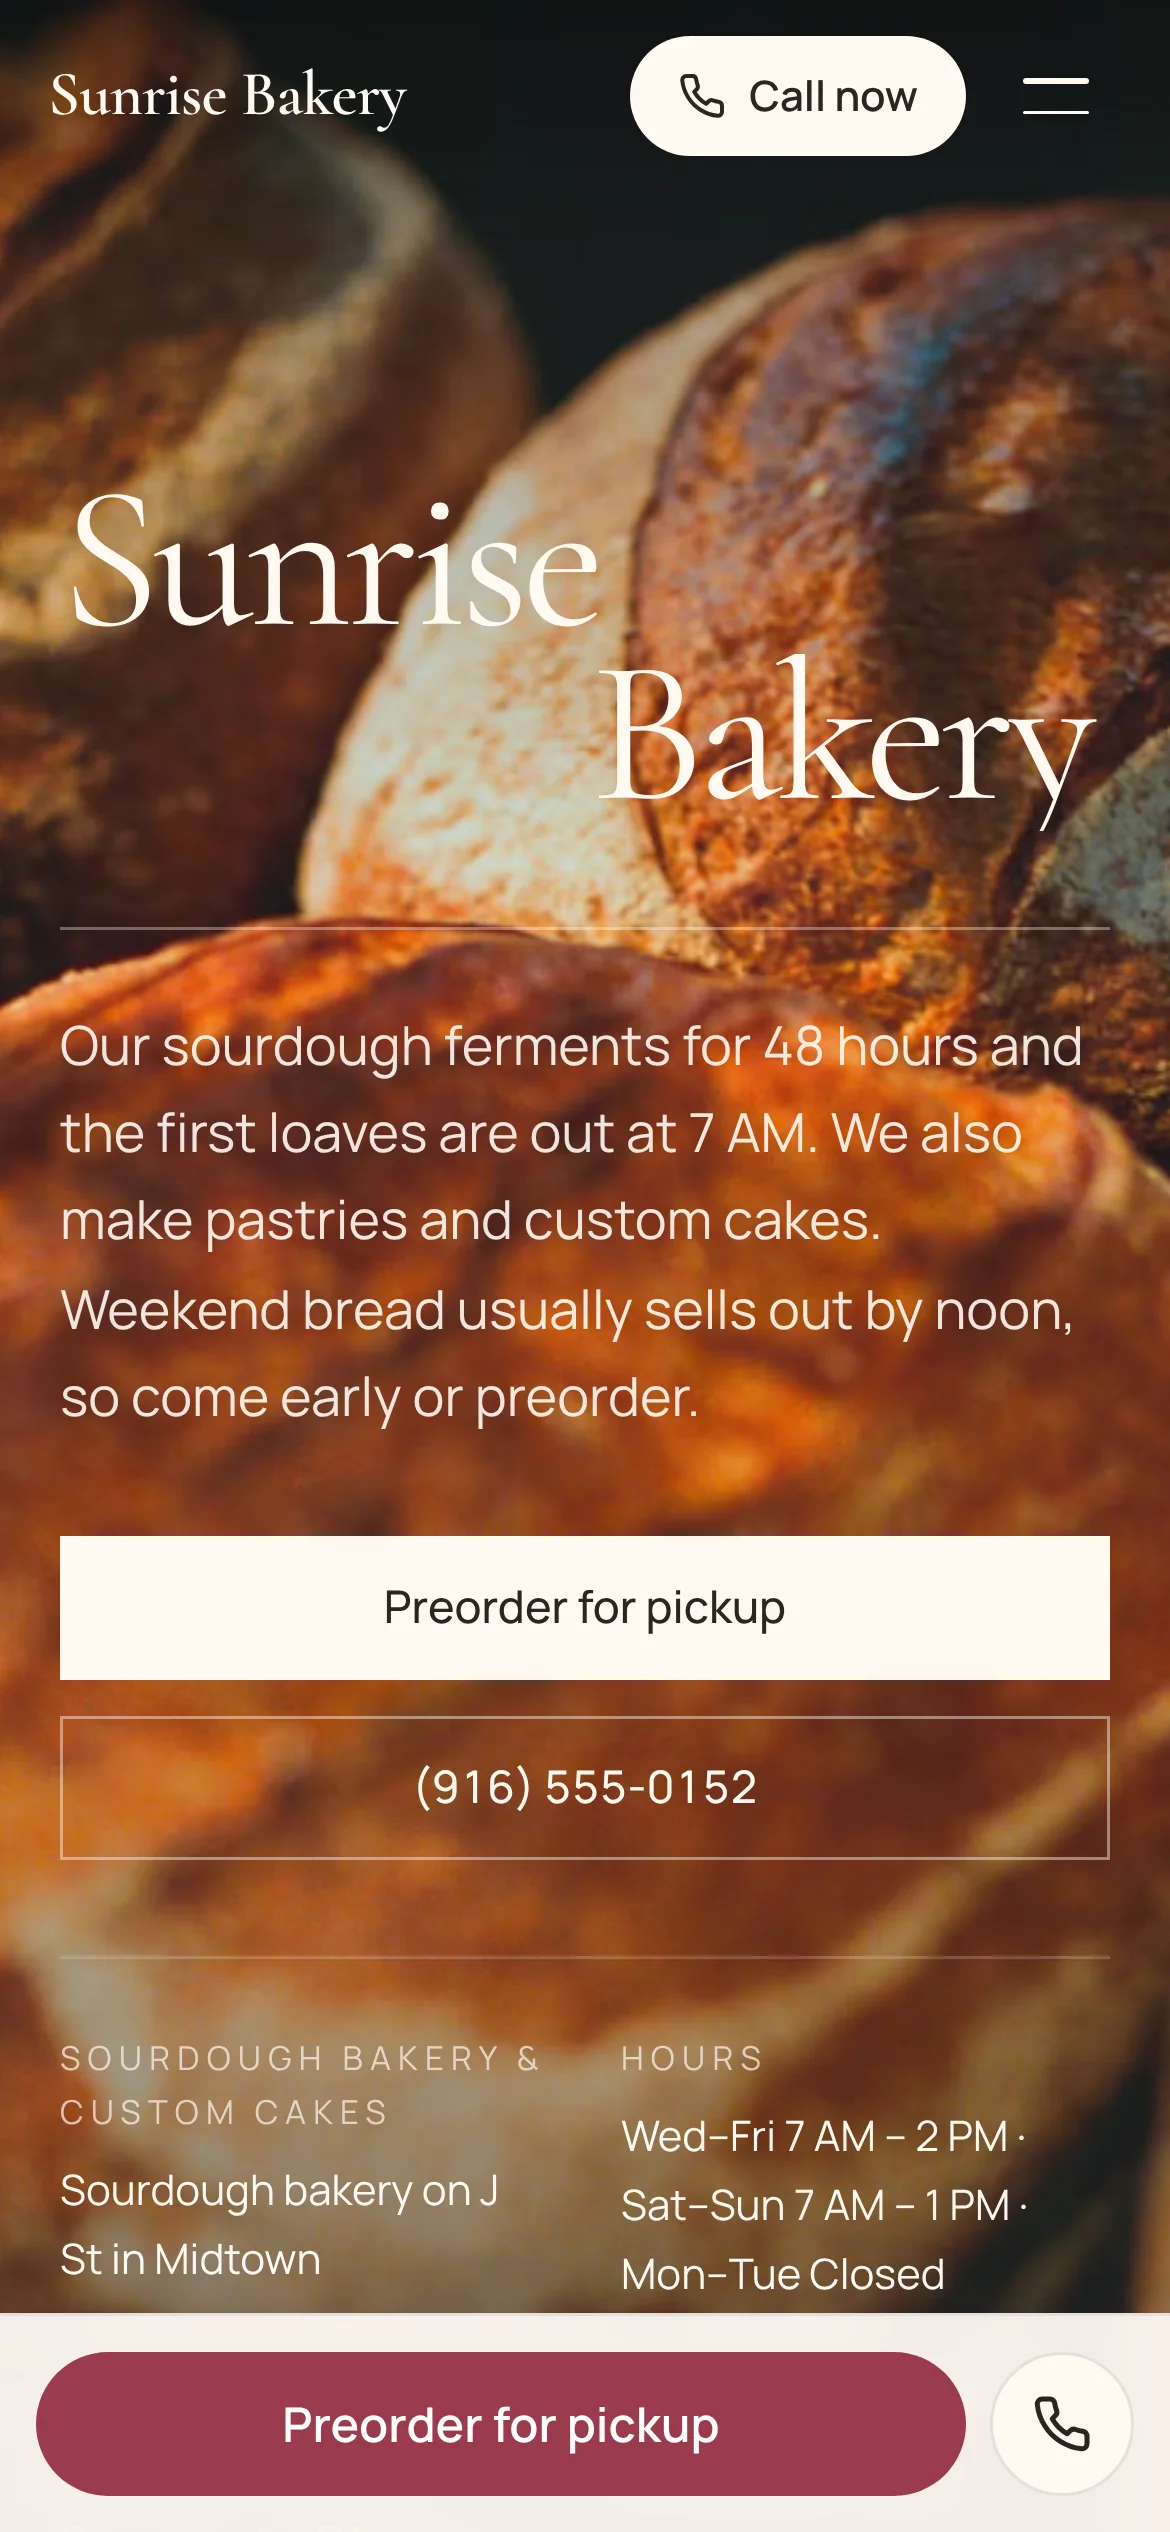 Sunrise Bakery
Call now
Sunrise
Bakery
Our sourdough ferments for 48 hours and
the first loaves are out at 7 AM. We also
make pastries and custom cakes.
Weekend bread usually sells out by noon,
so come early or preorder.
Preorder for pickup
(916) 555-0152
SOURDOUGH BAKERY &
CUSTOM CAKES
Sourdough bakery on J
St in Midtown
HOURS
Wed–Fri 7 AM – 2 PM ·
Sat–Sun 7 AM – 1 PM ·
Mon–Tue Closed
Preorder for pickup